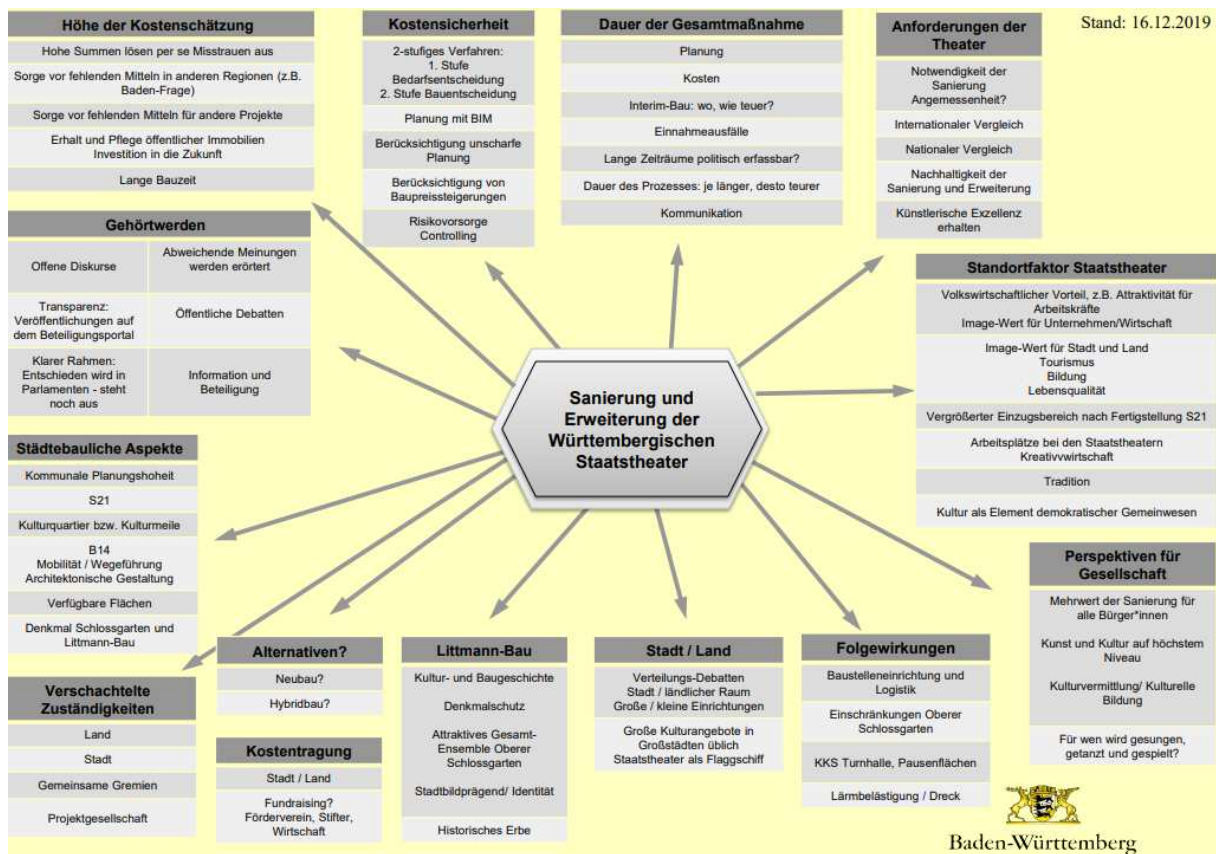 Stand: 16.12.2019
Höhe der Kostenschätzung
Hohe Summen lösen per se Misstrauen aus
Sorge vor fehlenden Mitteln in anderen Regionen (z.B.
Baden-Frage)
Sorge vor fehlenden Mitteln für andere Projekte
Erhalt und Pflege öffentlicher Immobilien
Investition in die Zukunft
Lange Bauzeit
Kostensicherheit
2-stufiges Verfahren:
1. Stufe
Bedarfsentscheidung
2. Stufe Bauentscheidung
Planung mit BIM
Berücksichtigung unscharfe
Planung
Berücksichtigung von
Baupreissteigerungen
Risikovorsorge
Controlling
Dauer der Gesamtmaßnahme
Planung
Kosten
Interim-Bau: wo, wie teuer?
Einnahmeausfälle
Lange Zeiträume politisch erfassbar?
Dauer des Prozesses: je länger, desto teurer
Kommunikation
Anforderungen der
Theater
Notwendigkeit der
Sanierung
Angemessenheit?
Internationaler Vergleich
Nationaler Vergleich
Nachhaltigkeit der
Sanierung und Erweiterung
Künstlerische Exzellenz
erhalten
Gehörtwerden
Offene Diskurse
Abweichende Meinungen
werden erörtert
Transparenz:
Veröffentlichungen auf
dem Beteiligungsportal
Öffentliche Debatten
Klarer Rahmen:
Entschieden wird in
Parlamenten - steht
noch aus
Information und
Beteiligung
Standortfaktor Staatstheater
Volkswirtschaftlicher Vorteil, z.B. Attraktivität für
Arbeitskräfte
Image-Wert für Unternehmen/Wirtschaft
Image-Wert für Stadt und Land
Tourismus
Bildung
Lebensqualität
Vergrößerter Einzugsbereich nach Fertigstellung S21
Arbeitsplätze bei den Staatstheatern
Kreativwirtschaft
Tradition
Kultur als Element demokratischer Gemeinwesen
Sanierung und
Erweiterung der
Württembergischen
Staatstheater
Städtebauliche Aspekte
Kommunale Planungshoheit
S21
Kulturquartier bzw. Kulturmeile
B14
Mobilität / Wegeführung
Architektonische Gestaltung
Verfügbare Flächen
Denkmal Schlossgarten und
Littmann-Bau
Verschachtelte
Zuständigkeiten
Land
Stadt
Gemeinsame Gremien
Projektgesellschaft
Alternativen?
Neubau?
Hybridbau?
Kostentragung
Stadt / Land
Fundraising?
Förderverein, Stifter,
Wirtschaft
Littmann-Bau
Kultur- und Baugeschichte
Denkmalschutz
Attraktives Gesamt-
Ensemble Oberer
Schlossgarten
Stadtbildprägend/ Identität
Historisches Erbe
Stadt / Land
Verteilungs-Debatten
Stadt / ländlicher Raum
Große / kleine Einrichtungen
Große Kulturangebote in
Großstädten üblich
Staatstheater als Flaggschiff
Folgewirkungen
Baustelleneinrichtung und
Logistik
Einschränkungen Oberer
Schlossgarten
KKS Turnhalle, Pausenflächen
Lärmbelästigung / Dreck
Perspektiven für
Gesellschaft
Mehrwert der Sanierung für
alle Bürger*innen
Kunst und Kultur auf höchstem
Niveau
Kulturvermittlung/ Kulturelle
Bildung
Für wen wird gesungen,
getanzt und gespielt?
Baden-Württemberg